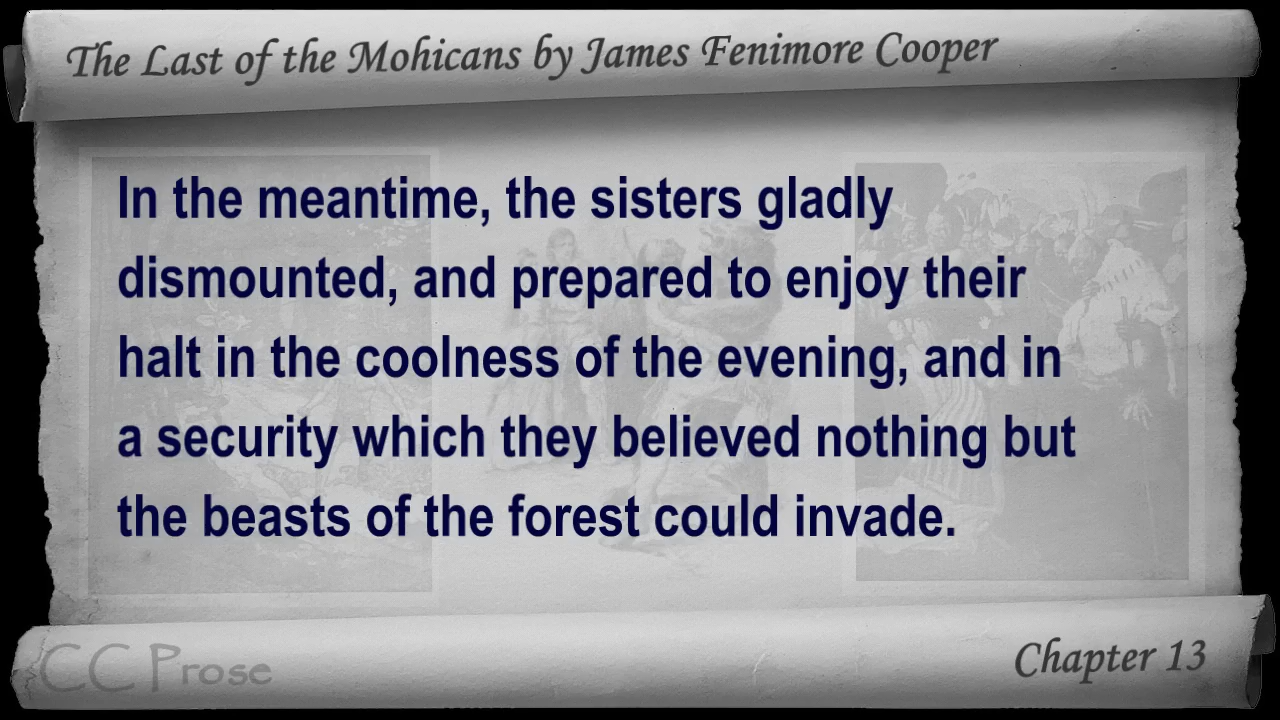 The Last of the Mohicans by James Fenimore Cooper
In the meantime, the sisters gladly
dismounted, and prepared to enjoy their
halt in the coolness of the evening, and in
a security which they believed nothing but
the beasts of the forest could invade.
CC Prose
Chapter 13